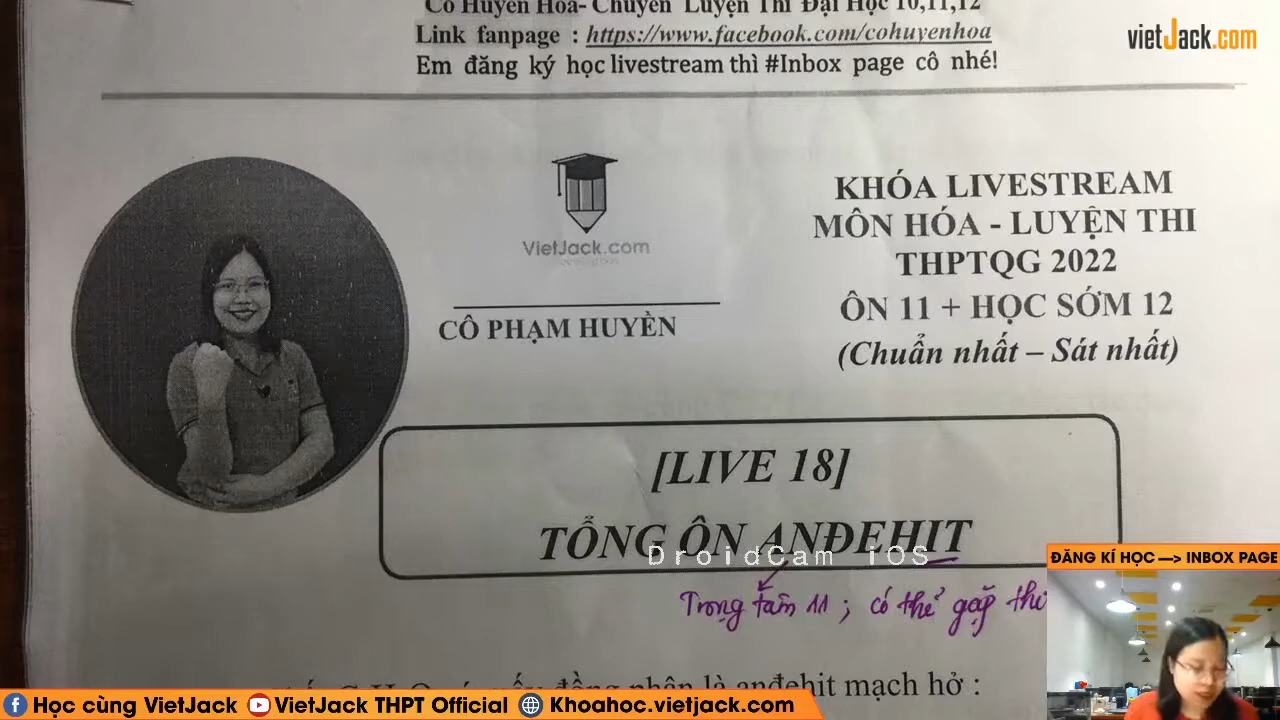 Cô Huyền Hóa- Chuyên Luyện Thi Đại Học 10,11,12
Link fanpage : https://www.facebook.com/cohuyenhoa
Em đăng ký học livestream thì #Inbox page cô nhé!
vietJack.com
VietJack.com
CÔ PHẠM HUYỀN
KHÓA LIVESTREAM
MÔN HÓA - LUYỆN THI
THPTQG 2022
ÔN 11 + HỌC SỚM 12
(Chuẩn nhất – Sát nhất)
[LIVE 18]
TỔNG ÔN ANĐEHIT
DroidCam iOS
Trọng tâm 11 ; có thể gặp
ĐĂNG KÍ HỌC —> INBOX PAGE
đồng phân là anđehit mạch hở :
Học cùng VietJack
VietJack THPT Official
Khoahoc.vietjack.com